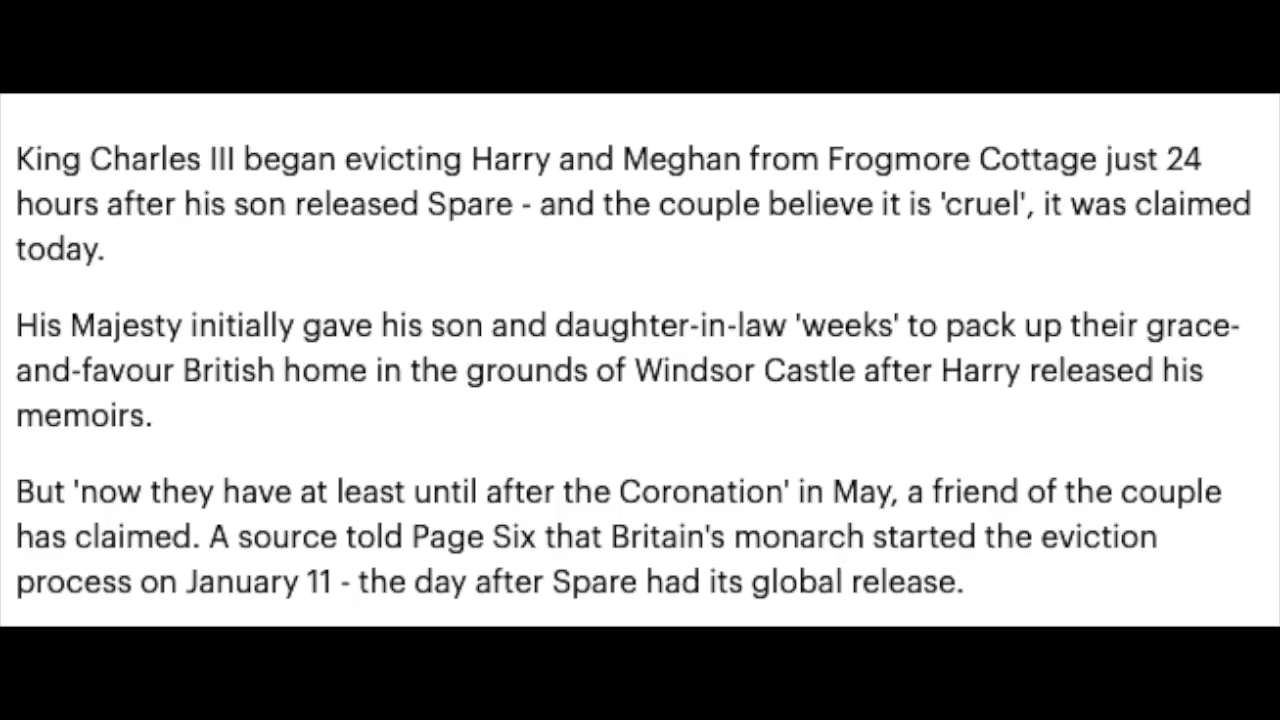 King Charles III began evicting Harry and Meghan from Frogmore Cottage just 24
hours after his son released Spare - and the couple believe it is 'cruel', it was claimed
today.
His Majesty initially gave his son and daughter-in-law 'weeks' to pack up their grace-
and-favour British home in the grounds of Windsor Castle after Harry released his
memoirs.
But 'now they have at least until after the Coronation' in May, a friend of the couple
has claimed. A source told Page Six that Britain's monarch started the eviction
process on January 11 - the day after Spare had its global release.